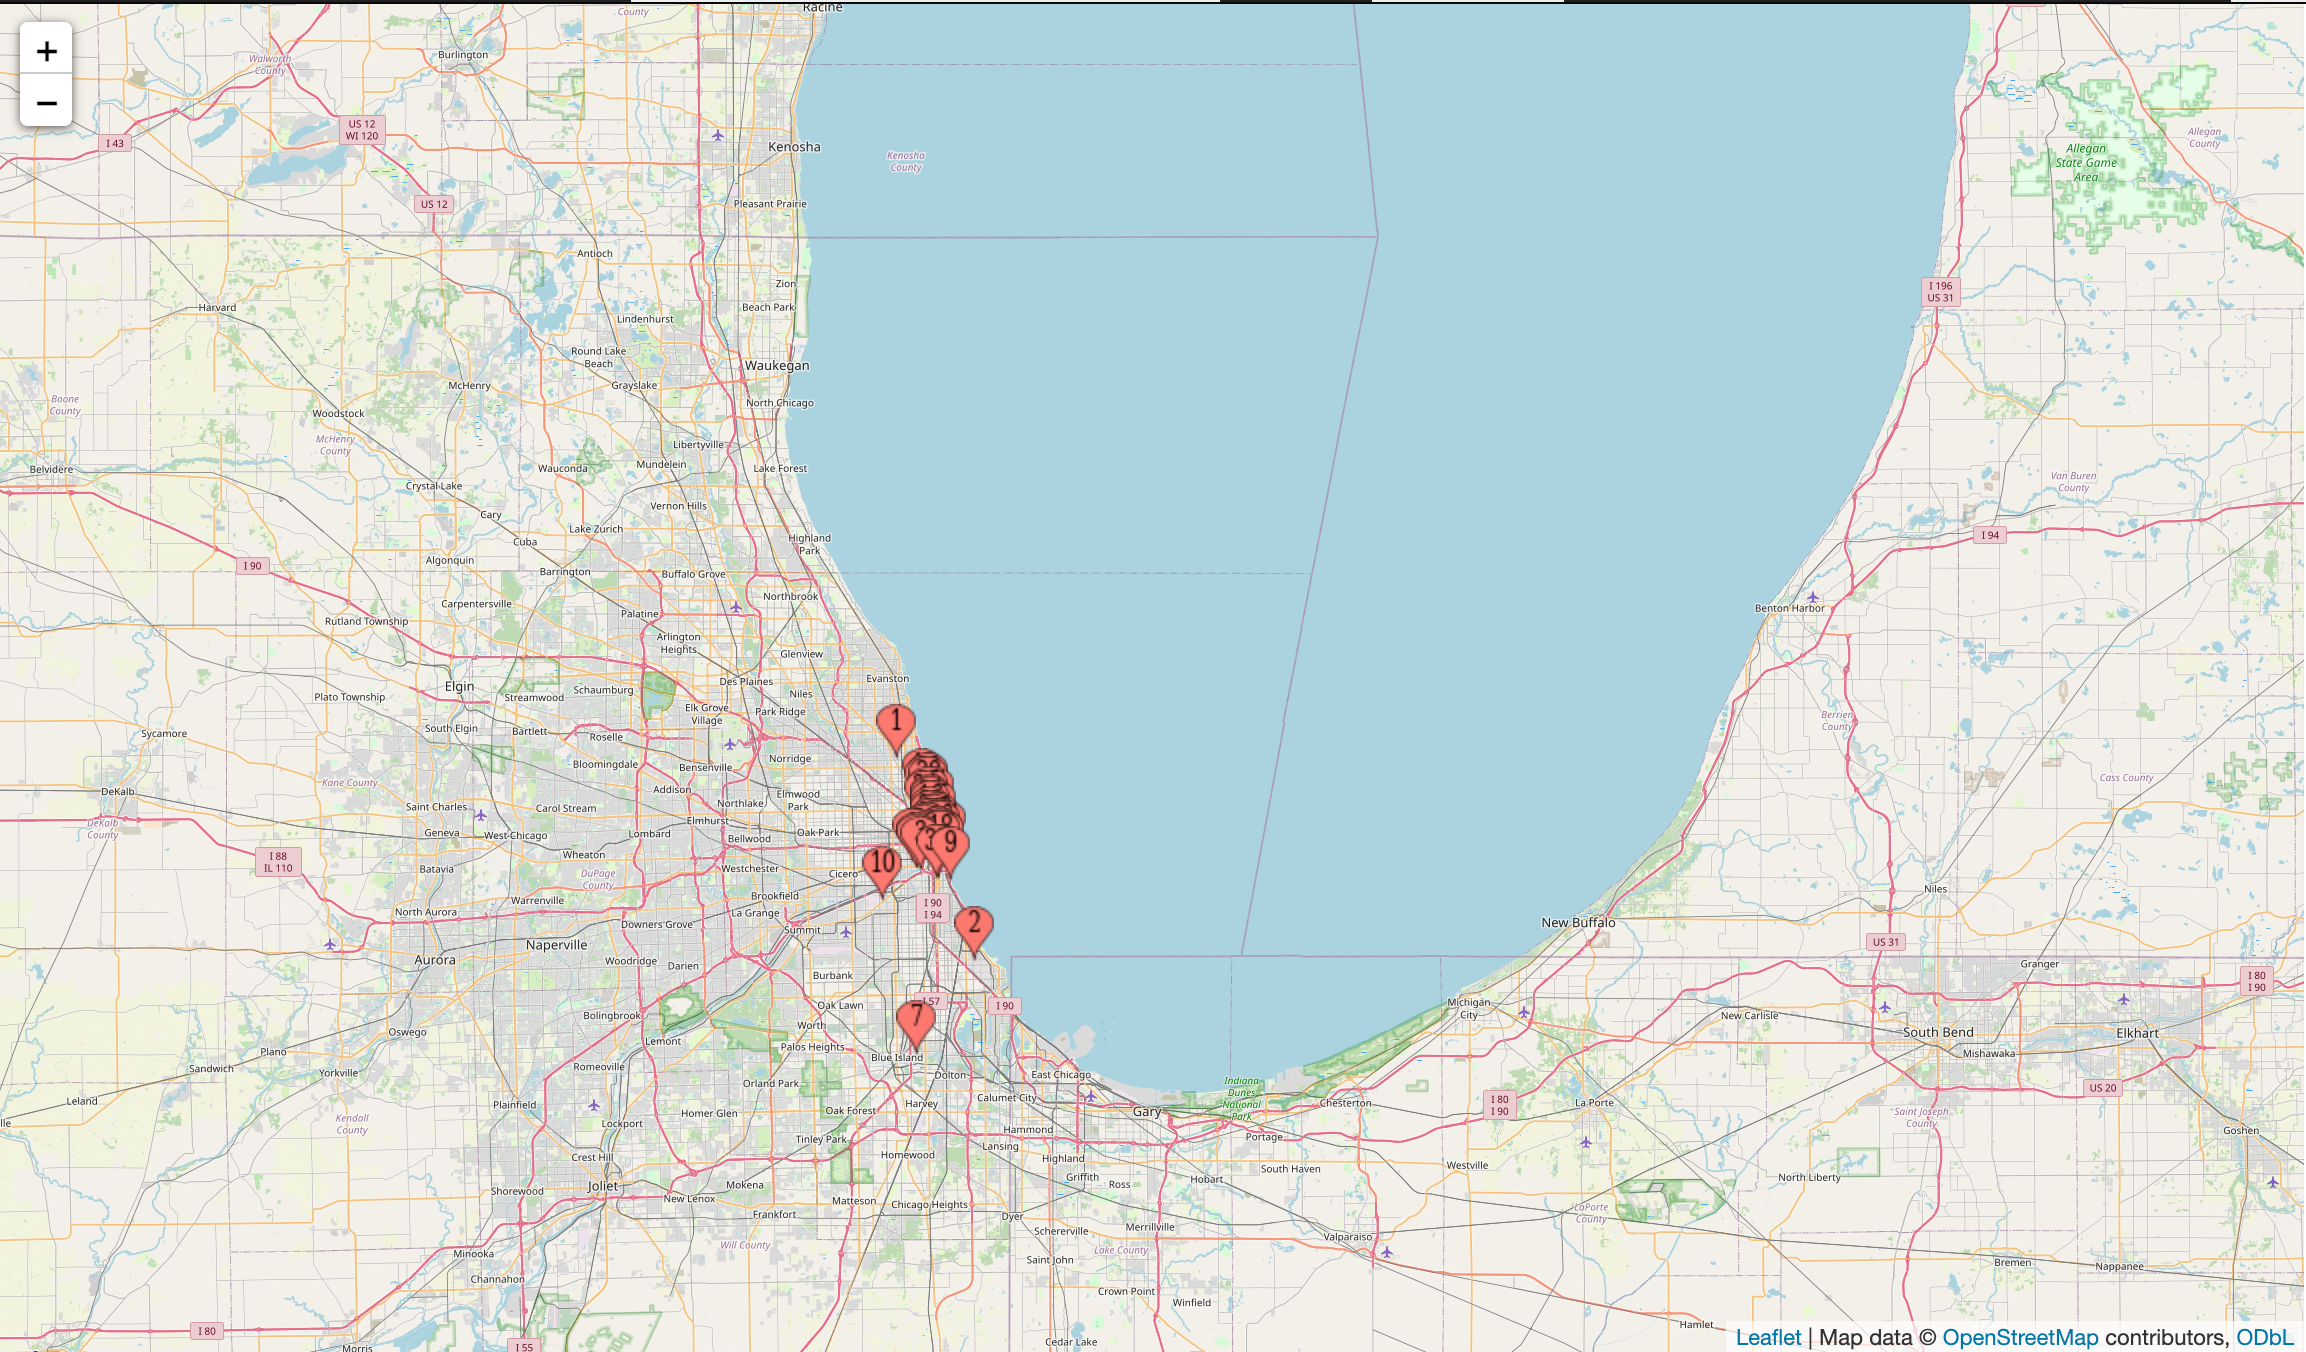 Racine
County
+
Walworth
County
Burlington
−
US 12
WI 120
I 43
Kenosha
Kenosha
County
Allegan
County
Allegan
State Game
Area
US 12
Pleasant Prairie
Antioch
Zion
I 196
US 31
Harvard
Beach Park
Lindenhurst
Round Lake
Beach
Waukegan
McHenry
Grayslake
Boone
County
North Chicago
Woodstock
McHenry
County
Libertyville
Mundelein
Belvidere
Wauconda
Lake Forest
Crystal Lake
Van Buren
County
Vernon Hills
Cary
Lake Zurich
I 94
Cuba
Highland
Park
Algonquin
I 90
Barrington
Buffalo Grove
Northbrook
Carpentersville
Benton Harbor
Palatine
Rutland Township
Arlington
Heights
Glenview
Evanston
Des Plaines
Elgin
Schaumburg
Niles
Plato Township
Streamwood
Elk Grove
Village
Park Ridge
1
Berrien
County
South Elgin
Bartlett
Sycamore
Roselle
Norridge
Bloomingdale
Bensenville
Cass County
Kane County
DeKalb
Addison
Elmwood
Park
Northlake
Saint Charles
Carol Stream
DeKalb
County
Elmhurst
Geneva
West Chicago
Lombard
Oak Park
Bellwood
18
3
9
I 88
IL 110
Wheaton
10
Batavia
DuPage
County
Westchester
Cicero
Niles
Brookfield
Warrenville
I 90
I 94
North Aurora
La Grange
2
Downers Grove
New Buffalo
Summit
Naperville
US 31
Aurora
Woodridge
Darien
Granger
Burbank
I 80
I 90
Oak Lawn
I 57
I 90
Michigan
City
Bolingbrook
7
New Carlisle
Worth
South Bend
Elkhart
Oswego
Lemont
Palos Heights
Plano
Blue Island
Mishawaka
Sandwich
Romeoville
Yorkville
Dolton
East Chicago
Orland Park
Indiana
Dunes
National
Park
US 20
Leland
Plainfield
Calumet City
Harvey
I 80
I 90
Chesterton
La Porte
Homer Glen
Oak Forest
Gary
Kendall
County
Saint Joseph
County
lle
Lockport
Hammond
Goshen
Tinley Park
Portage
Lansing
Crest Hill
Homewood
Highland
Westville
South Haven
Griffith
North Liberty
Joliet
Mokena
Ross
Hobart
Shorewood
New Lenox
Matteson
Chicago Heights
Frankfort
Dyer
LaPorte
County
Merrillville
Schererville
Valparaiso
Will County
Lake County
Minooka
Saint John
Bremen
Nappanee
Channahon
Crown Point
Winfield
I 80
Hamlet
Cedar Lake
I 55
Morris
Leaflet | Map data © OpenStreetMap contributors, ODbL